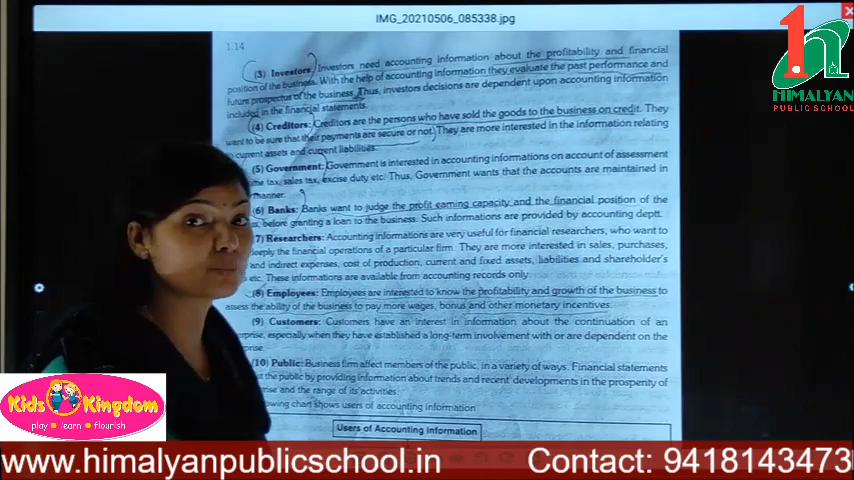 IMG_20210506_085338.jpg
1.14
(3) Investors: Investors need accounting information about the profitability and financial
position of the business. With the help of accounting information they evaluate the past performance and
future prospectus of the business. Thus, investors decisions are dependent upon accounting information
included in the financial statements.
(4) Creditors: Creditors are the persons who have sold the goods to the business on credit. They
want to be sure that their payments are secure or not. They are more interested in the information relating
to current assets and current liabilities.
(5) Government: Government is interested in accounting informations on account of assessment
me tax, sales tax, excise duty etc. Thus, Government wants that the accounts are maintained in
manner.
(6) Banks: Banks want to judge the profit earning capacity and the financial position of the
ss, before granting a loan to the business. Such informations are provided by accounting deptt.
7) Researchers: Accounting informations are very useful for financial researchers, who want to
deeply the financial operations of a particular firm. They are more interested in sales, purchases,
and indirect expenses, cost of production, current and fixed assets, liabilities and shareholder's
etc. These informations are available from accounting records only.
(8) Employees: Employees are interested to know the profitability and growth of the business to
assess the ability of the business to pay more wages, bonus and other monetary incentives.
(9) Customers: Customers have an interest in information about the continuation of an
rprise, especially when they have established a long-term involvement with or are dependent on the
rprise.
(10) Public: Business firm affect members of the public, in a variety of ways. Financial statements
st the public by providing information about trends and recent developments in the prosperity of
rise and the range of its activities.
owing chart shows users of accounting information
Users of Accounting Information
1h
HIMALYAN
PUBLIC SCHOOL
Kids Kingdom
play learn flourish
www.himalyanpublicschool.in Contact: 9418143473